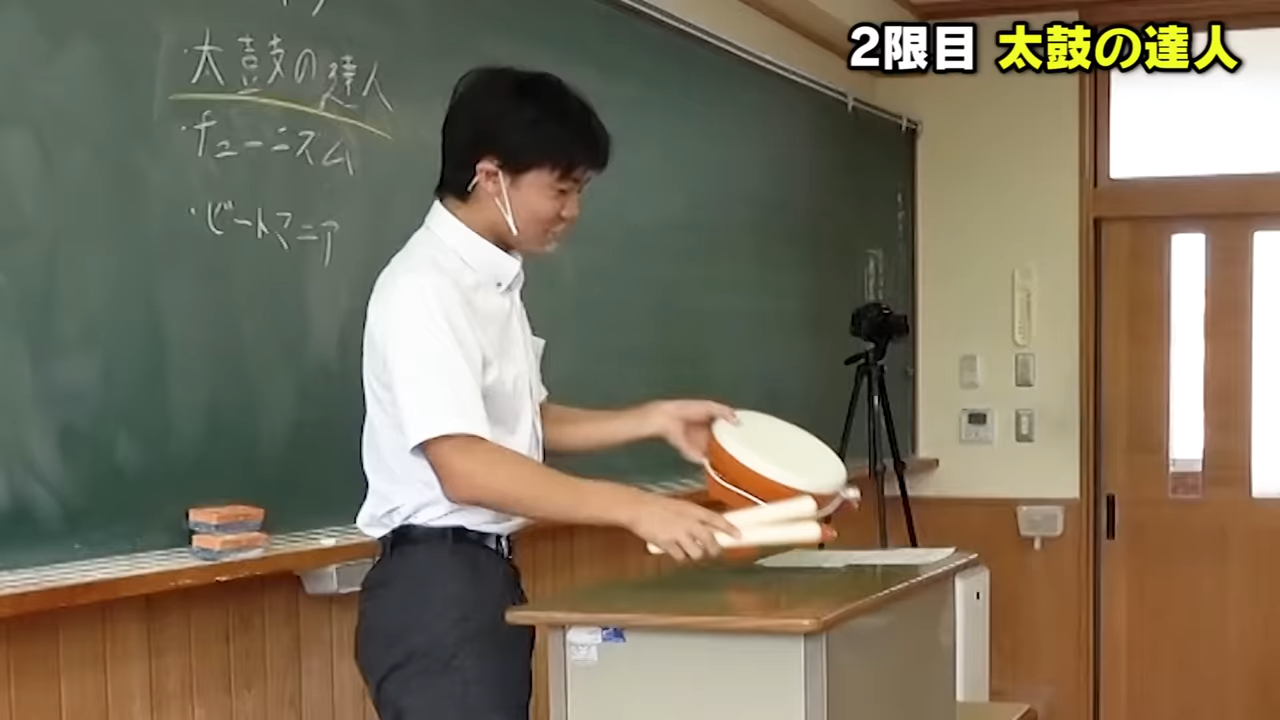 2限目 太鼓の達人
・太鼓の達人
・チューニズム
・ビートマニア